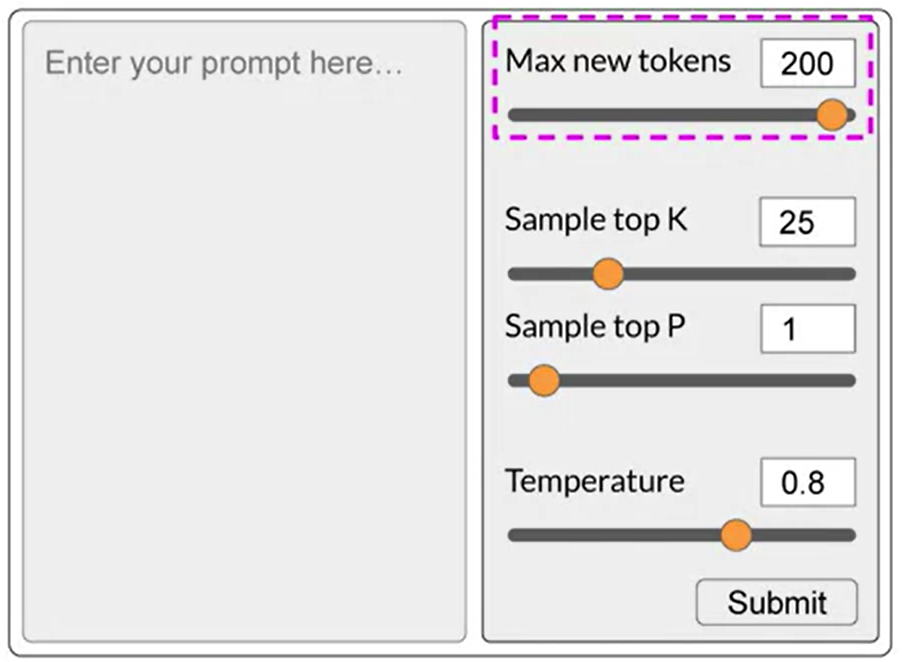 Enter your prompt here…
Max new tokens 200
Sample top K 25
Sample top P 1
Temperature 0.8
Submit